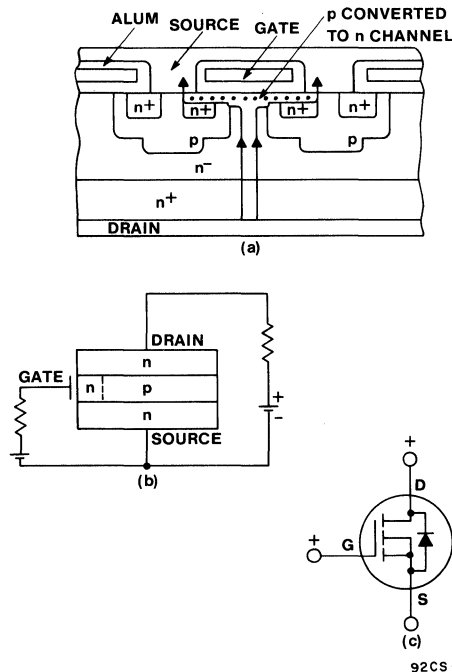 ALUM SOURCE GATE p CONVERTED
TO n CHANNEL
n+ n+ n+ n+
p p
n−
n+
DRAIN
(a)
DRAIN
n
GATE n p
n
SOURCE
+
−
(b)
+
D
+ G
S
(c)
92CS